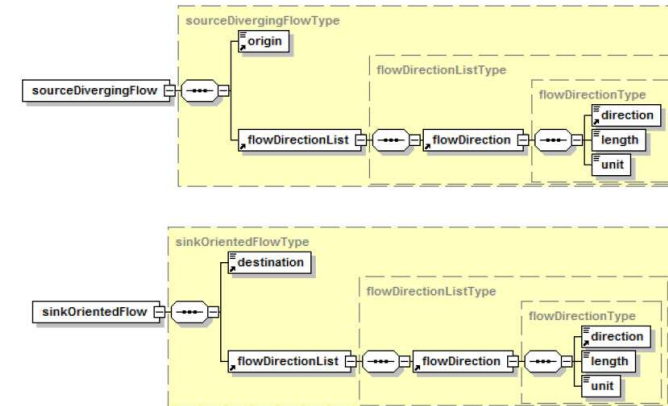 sourceDivergingFlowType
origin
flowDirectionListType
flowDirectionType
sourceDivergingFlow
direction
flowDirectionList
flowDirection
length
unit
sinkOrientedFlowType
destination
flowDirectionListType
flowDirectionType
sinkOrientedFlow
direction
flowDirectionList
flowDirection
length
unit